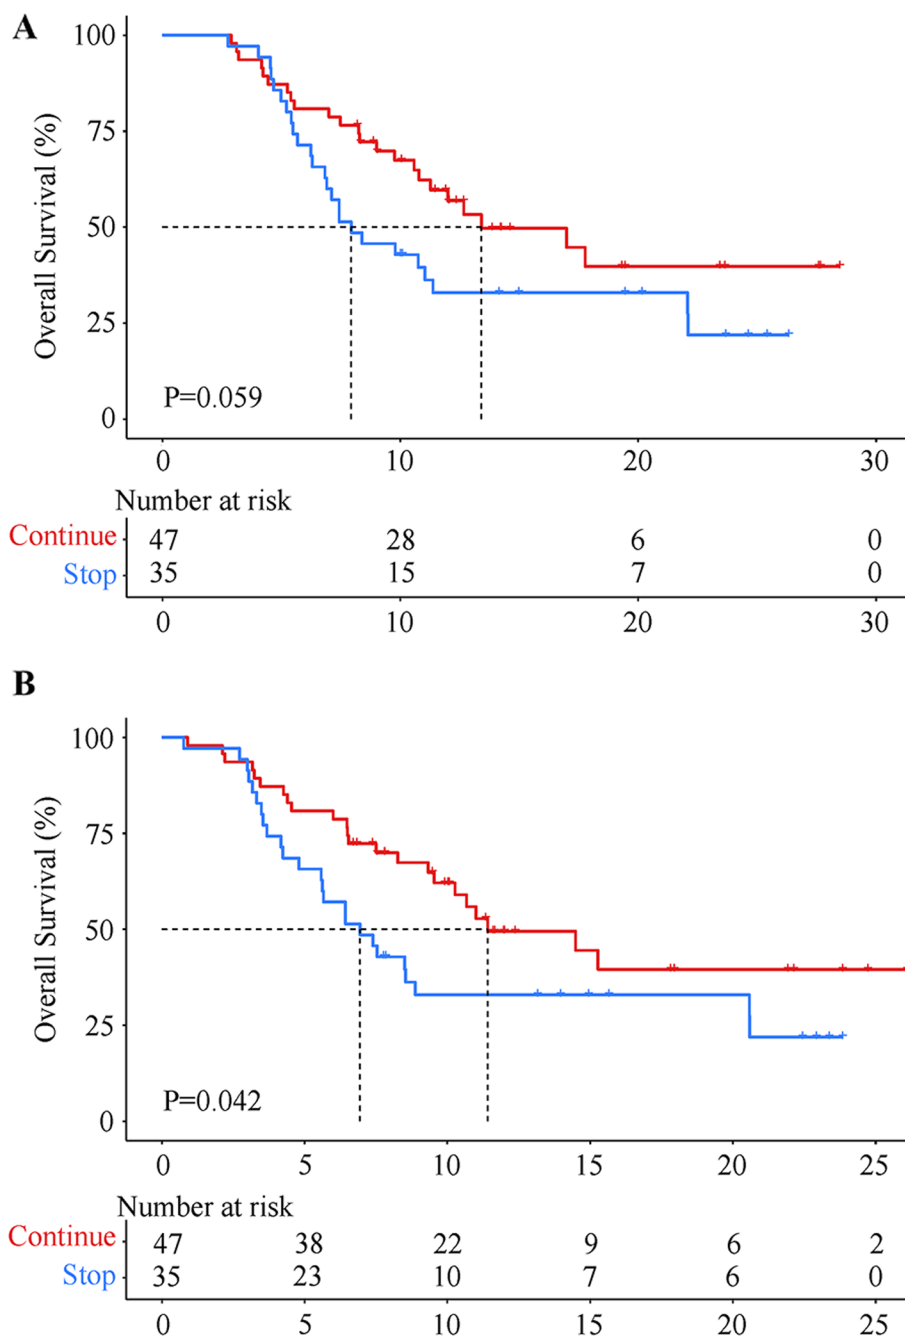 A
100
75
50
25
0
Overall Survival (%)
P=0.059
0 10 20 30
Number at risk
Continue 47 28 6 0
Stop 35 15 7 0
0 10 20 30
B
100
75
50
25
0
Overall Survival (%)
P=0.042
0 5 10 15 20 25
Number at risk
Continue 47 38 22 9 6 2
Stop 35 23 10 7 6 0
0 5 10 15 20 25